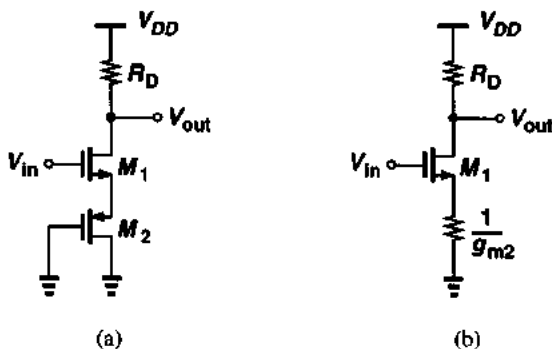 V_DD
R_D
V_out
V_in
M_1
M_2
(a)
V_DD
R_D
V_out
V_in
M_1
1
g_m2
(b)